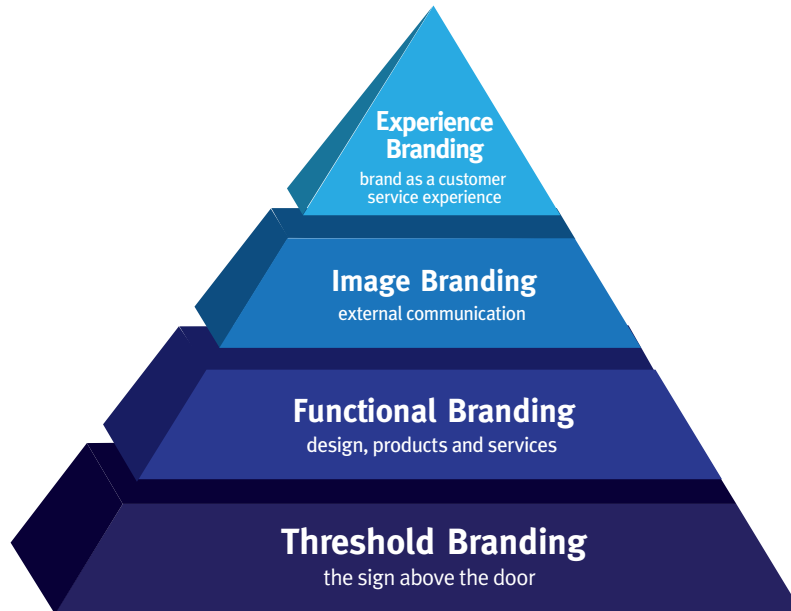 Experience
Branding
brand as a customer
service experience
Image Branding
external communication
Functional Branding
design, products and services
Threshold Branding
the sign above the door